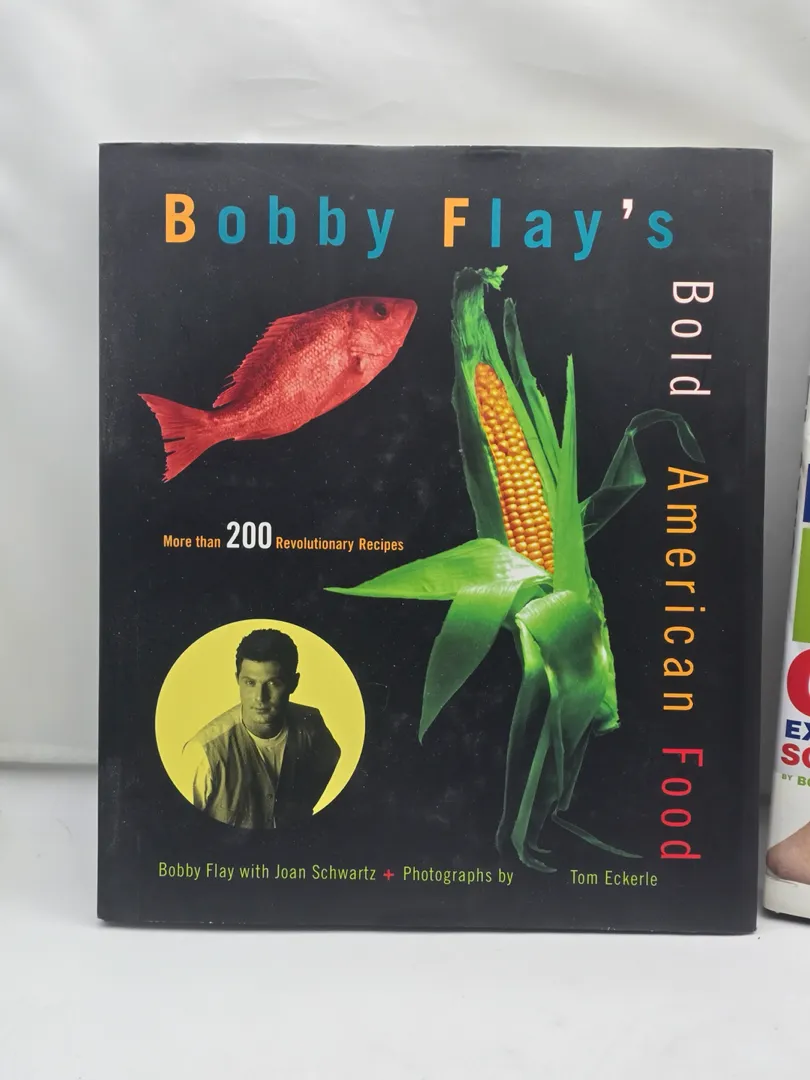 Bobby Flay's
Bold American Food
More than 200 Revolutionary Recipes
Bobby Flay with Joan Schwartz + Photographs by Tom Eckerle
BY